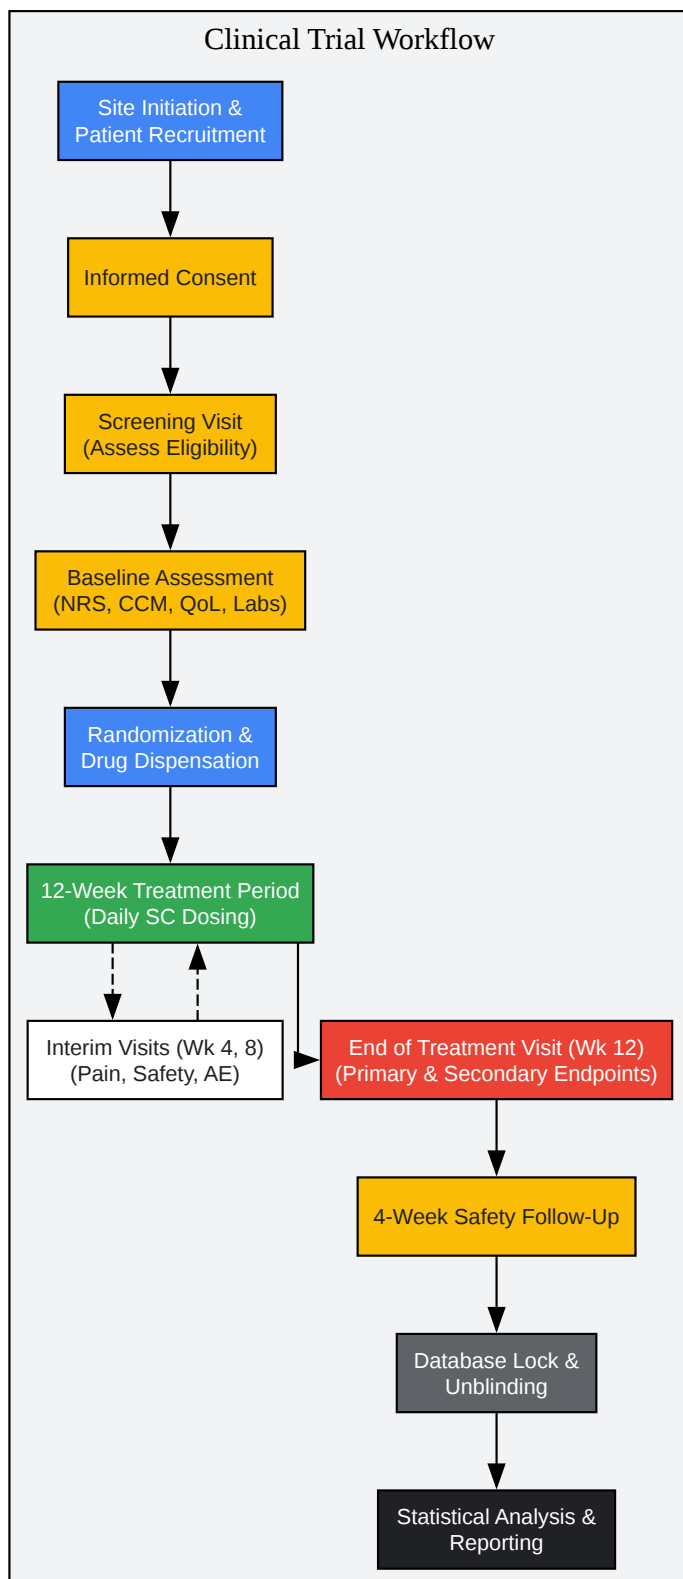 Clinical Trial Workflow
Site Initiation &
Patient Recruitment
Informed Consent
Screening Visit
(Assess Eligibility)
Baseline Assessment
(NRS, CCM, QoL, Labs)
Randomization &
Drug Dispensation
12-Week Treatment Period
(Daily SC Dosing)
Interim Visits (Wk 4, 8)
(Pain, Safety, AE)
End of Treatment Visit (Wk 12)
(Primary & Secondary Endpoints)
4-Week Safety Follow-Up
Database Lock &
Unblinding
Statistical Analysis &
Reporting